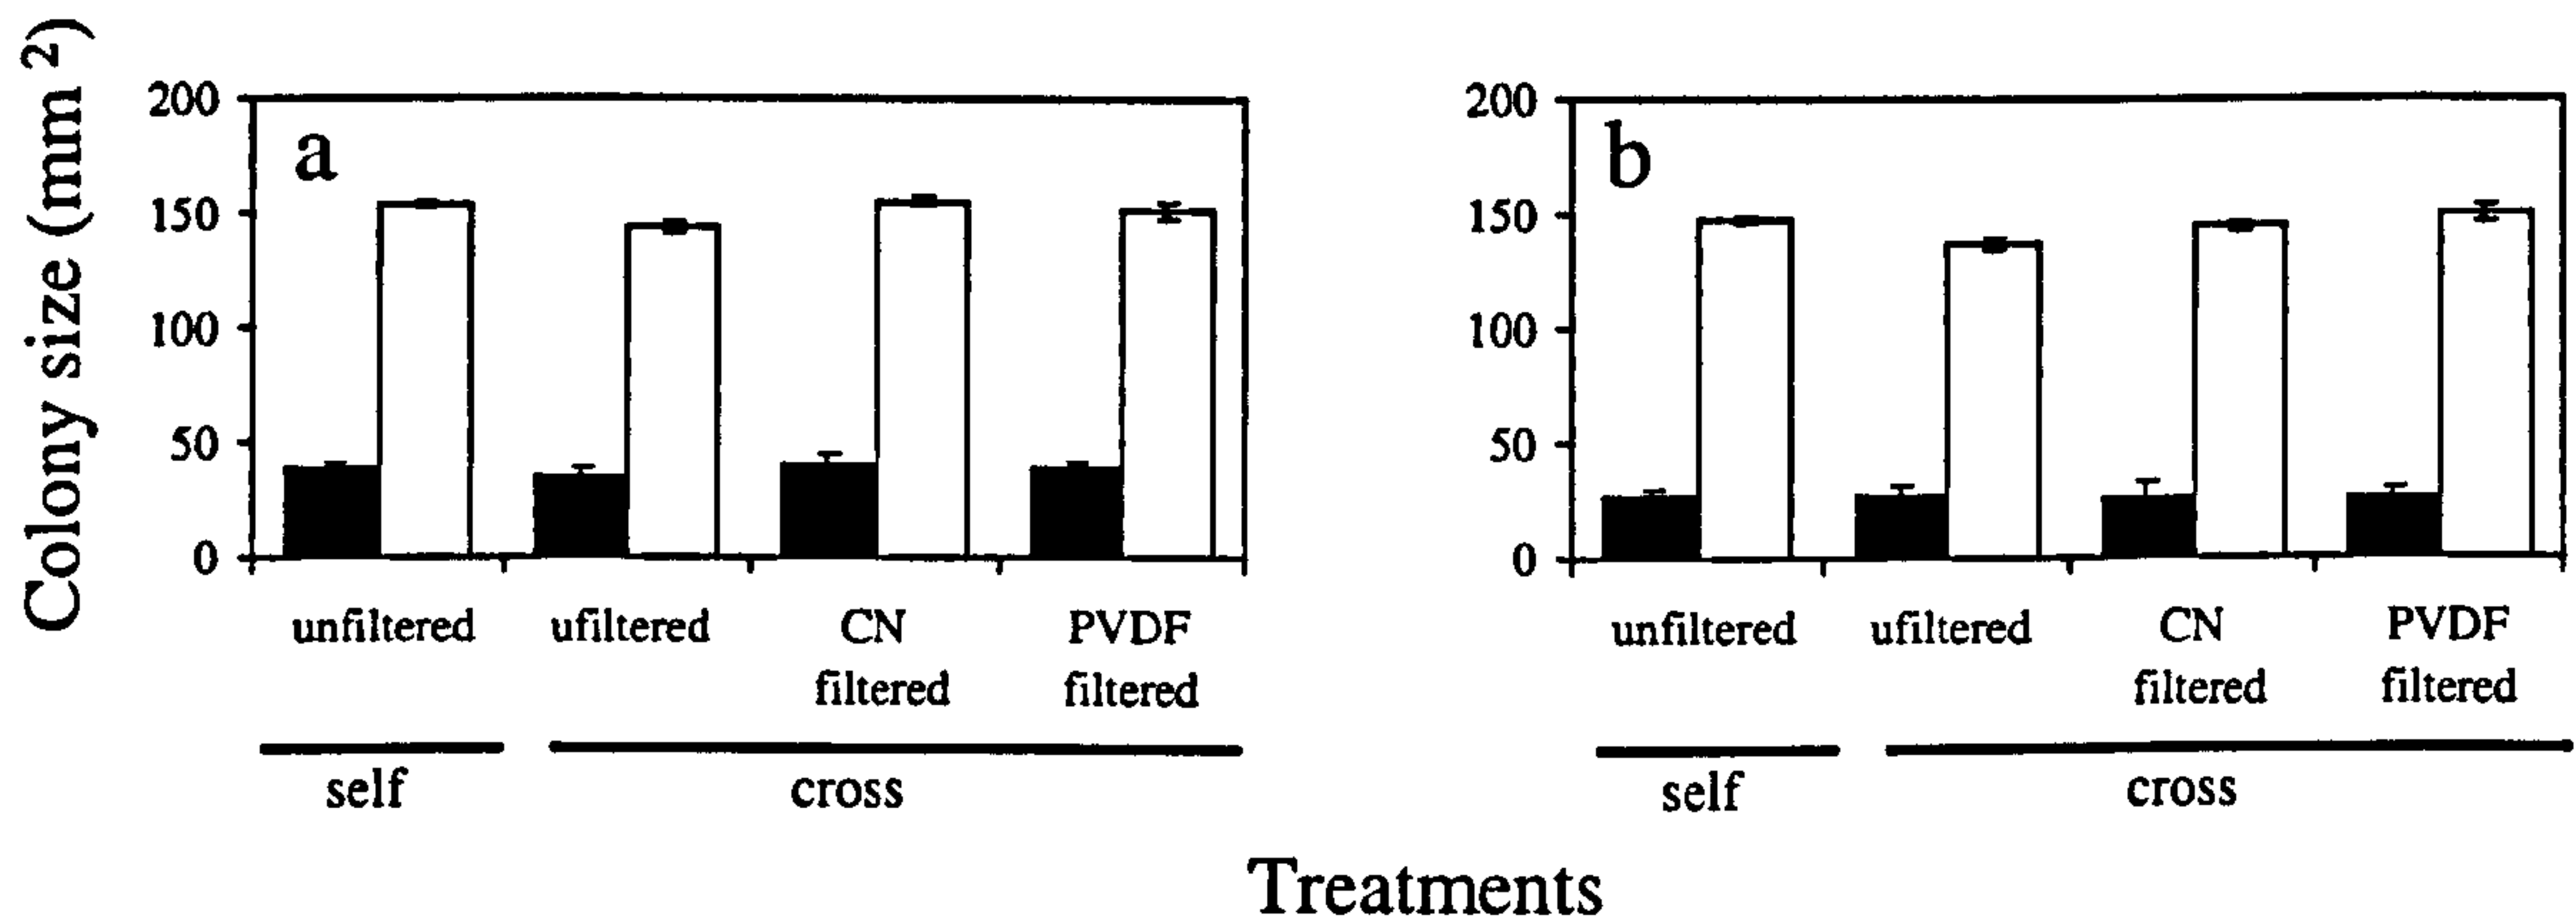 Colony size (mm 2)
200
150
100
50
0
a
unfiltered ufiltered CN filtered PVDF filtered
self cross
200
150
100
50
0
b
unfiltered ufiltered CN filtered PVDF filtered
self cross
Treatments